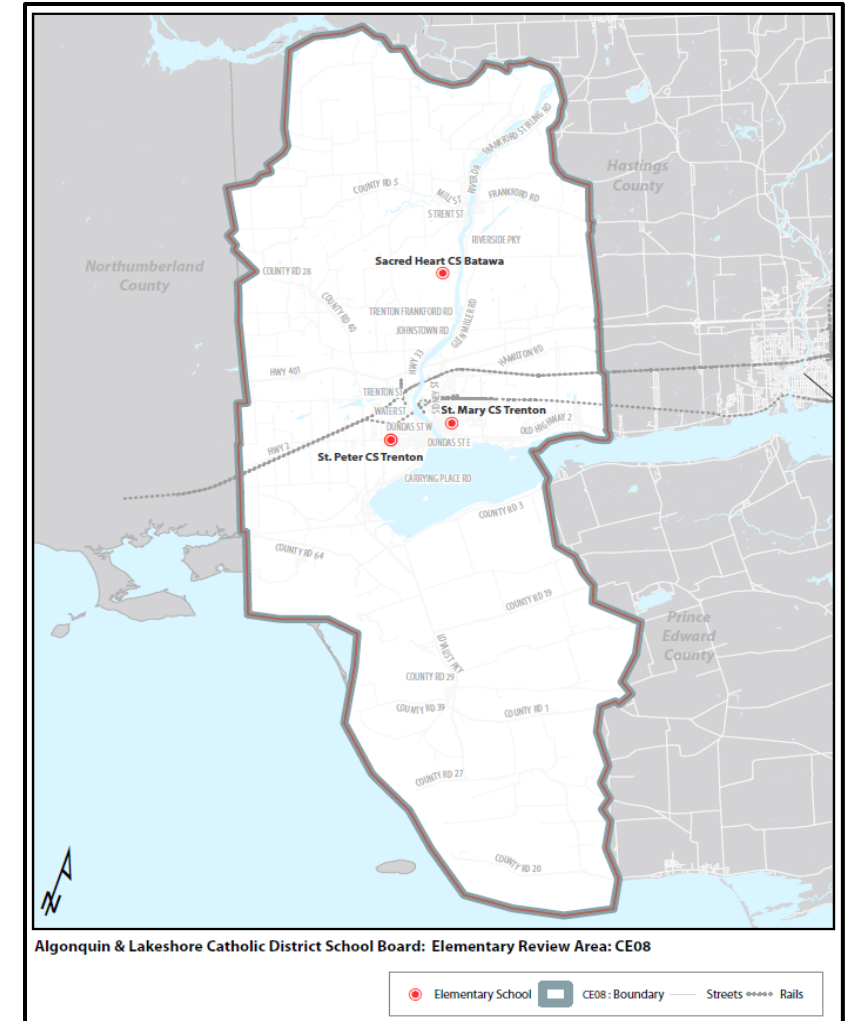 FRANKFORD STIRLING RD
Hastings
County
COUNTY RD 5
MILL ST
RIVER DR
FRANKFORD RD
S TRENT ST
RIVERSIDE PKY
Northumberland
County
Sacred Heart CS Batawa
COUNTY RD 28
COUNTY RD 40
TRENTON FRANKFORD RD
JOHNSTOWN RD
GLEN MILLER RD
HWY 33
HAMILTON RD
HWY 401
TRENTON ST
SIDNEY ST
WATER ST
St. Mary CS Trenton
DUNDAS ST W
OLD HIGHWAY 2
DUNDAS ST E
HWY 2
St. Peter CS Trenton
CARRYING PLACE RD
COUNTY RD 3
COUNTY RD 64
COUNTY RD 19
Prince
Edward
County
LOYALIST PKY
COUNTY RD 29
COUNTY RD 39
COUNTY RD 1
COUNTY RD 27
COUNTY RD 20
N
Algonquin & Lakeshore Catholic District School Board: Elementary Review Area: CE08
Elementary School CE08 : Boundary Streets Rails